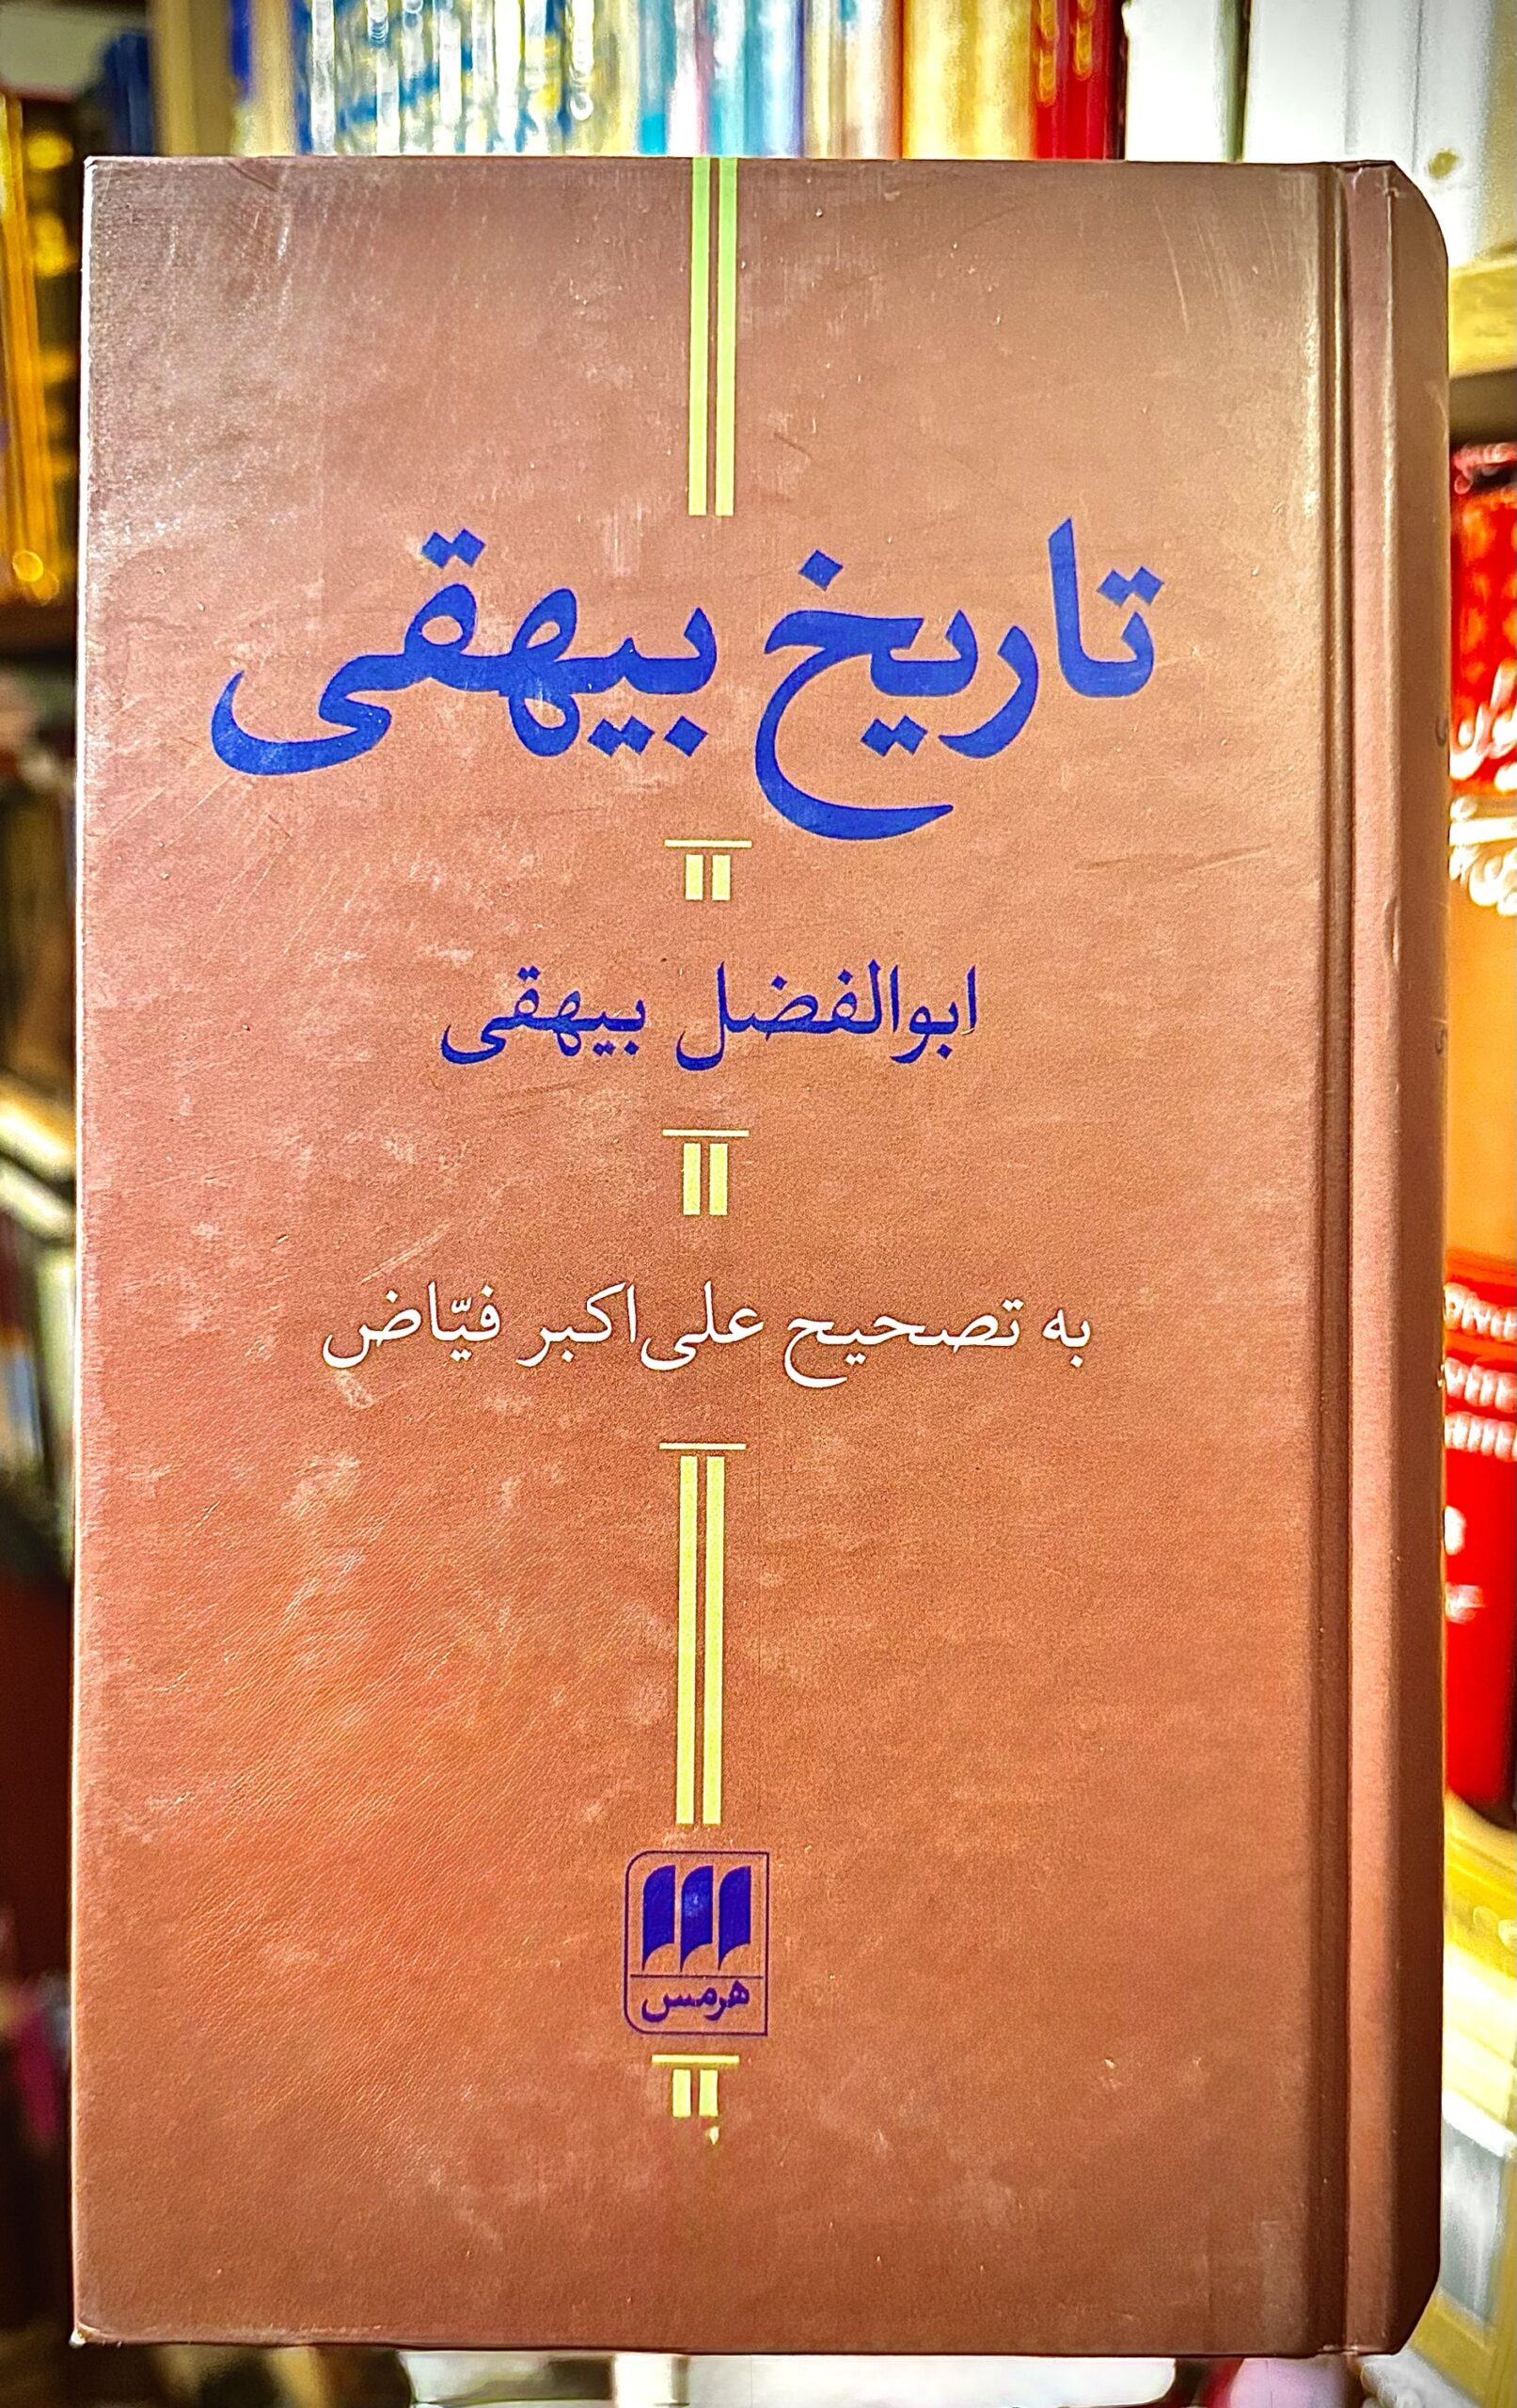 تاریخ بیهقی
ابوالفضل بیهقی
به تصحیح علی‌اکبر فیّاض
هرمس